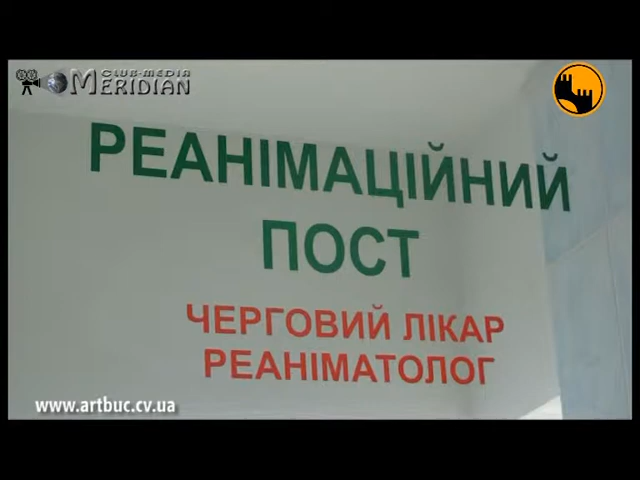 CLUB-MEDIA
MERIDIAN
РЕАНІМАЦІЙНИЙ
ПОСТ
ЧЕРГОВИЙ ЛІКАР
РЕАНІМАТОЛОГ
www.artbuc.cv.ua